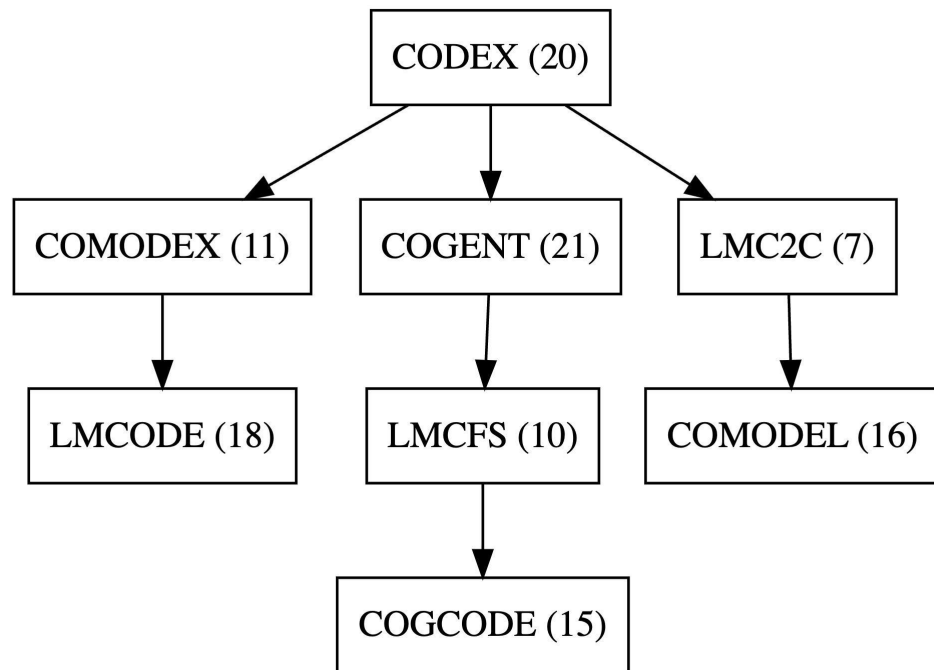 CODEX (20)
COMODEX (11)
COGENT (21)
LMC2C (7)
LMCODE (18)
LMCFS (10)
COMODEL (16)
COGCODE (15)